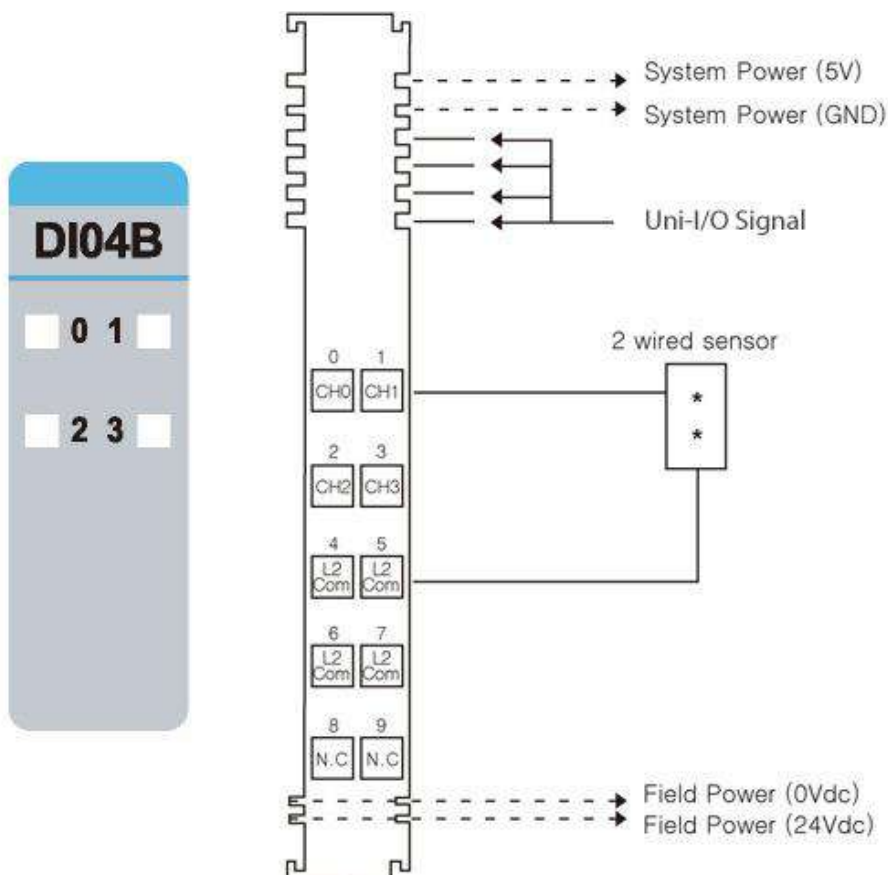 DI04B
0 1
2 3
System Power (5V)
System Power (GND)
Uni-I/O Signal
2 wired sensor
* 
*
0 1
CH0 CH1
2 3
CH2 CH3
4 5
L2 L2
Com Com
6 7
L2 L2
Com Com
8 9
N.C N.C
Field Power (0Vdc)
Field Power (24Vdc)